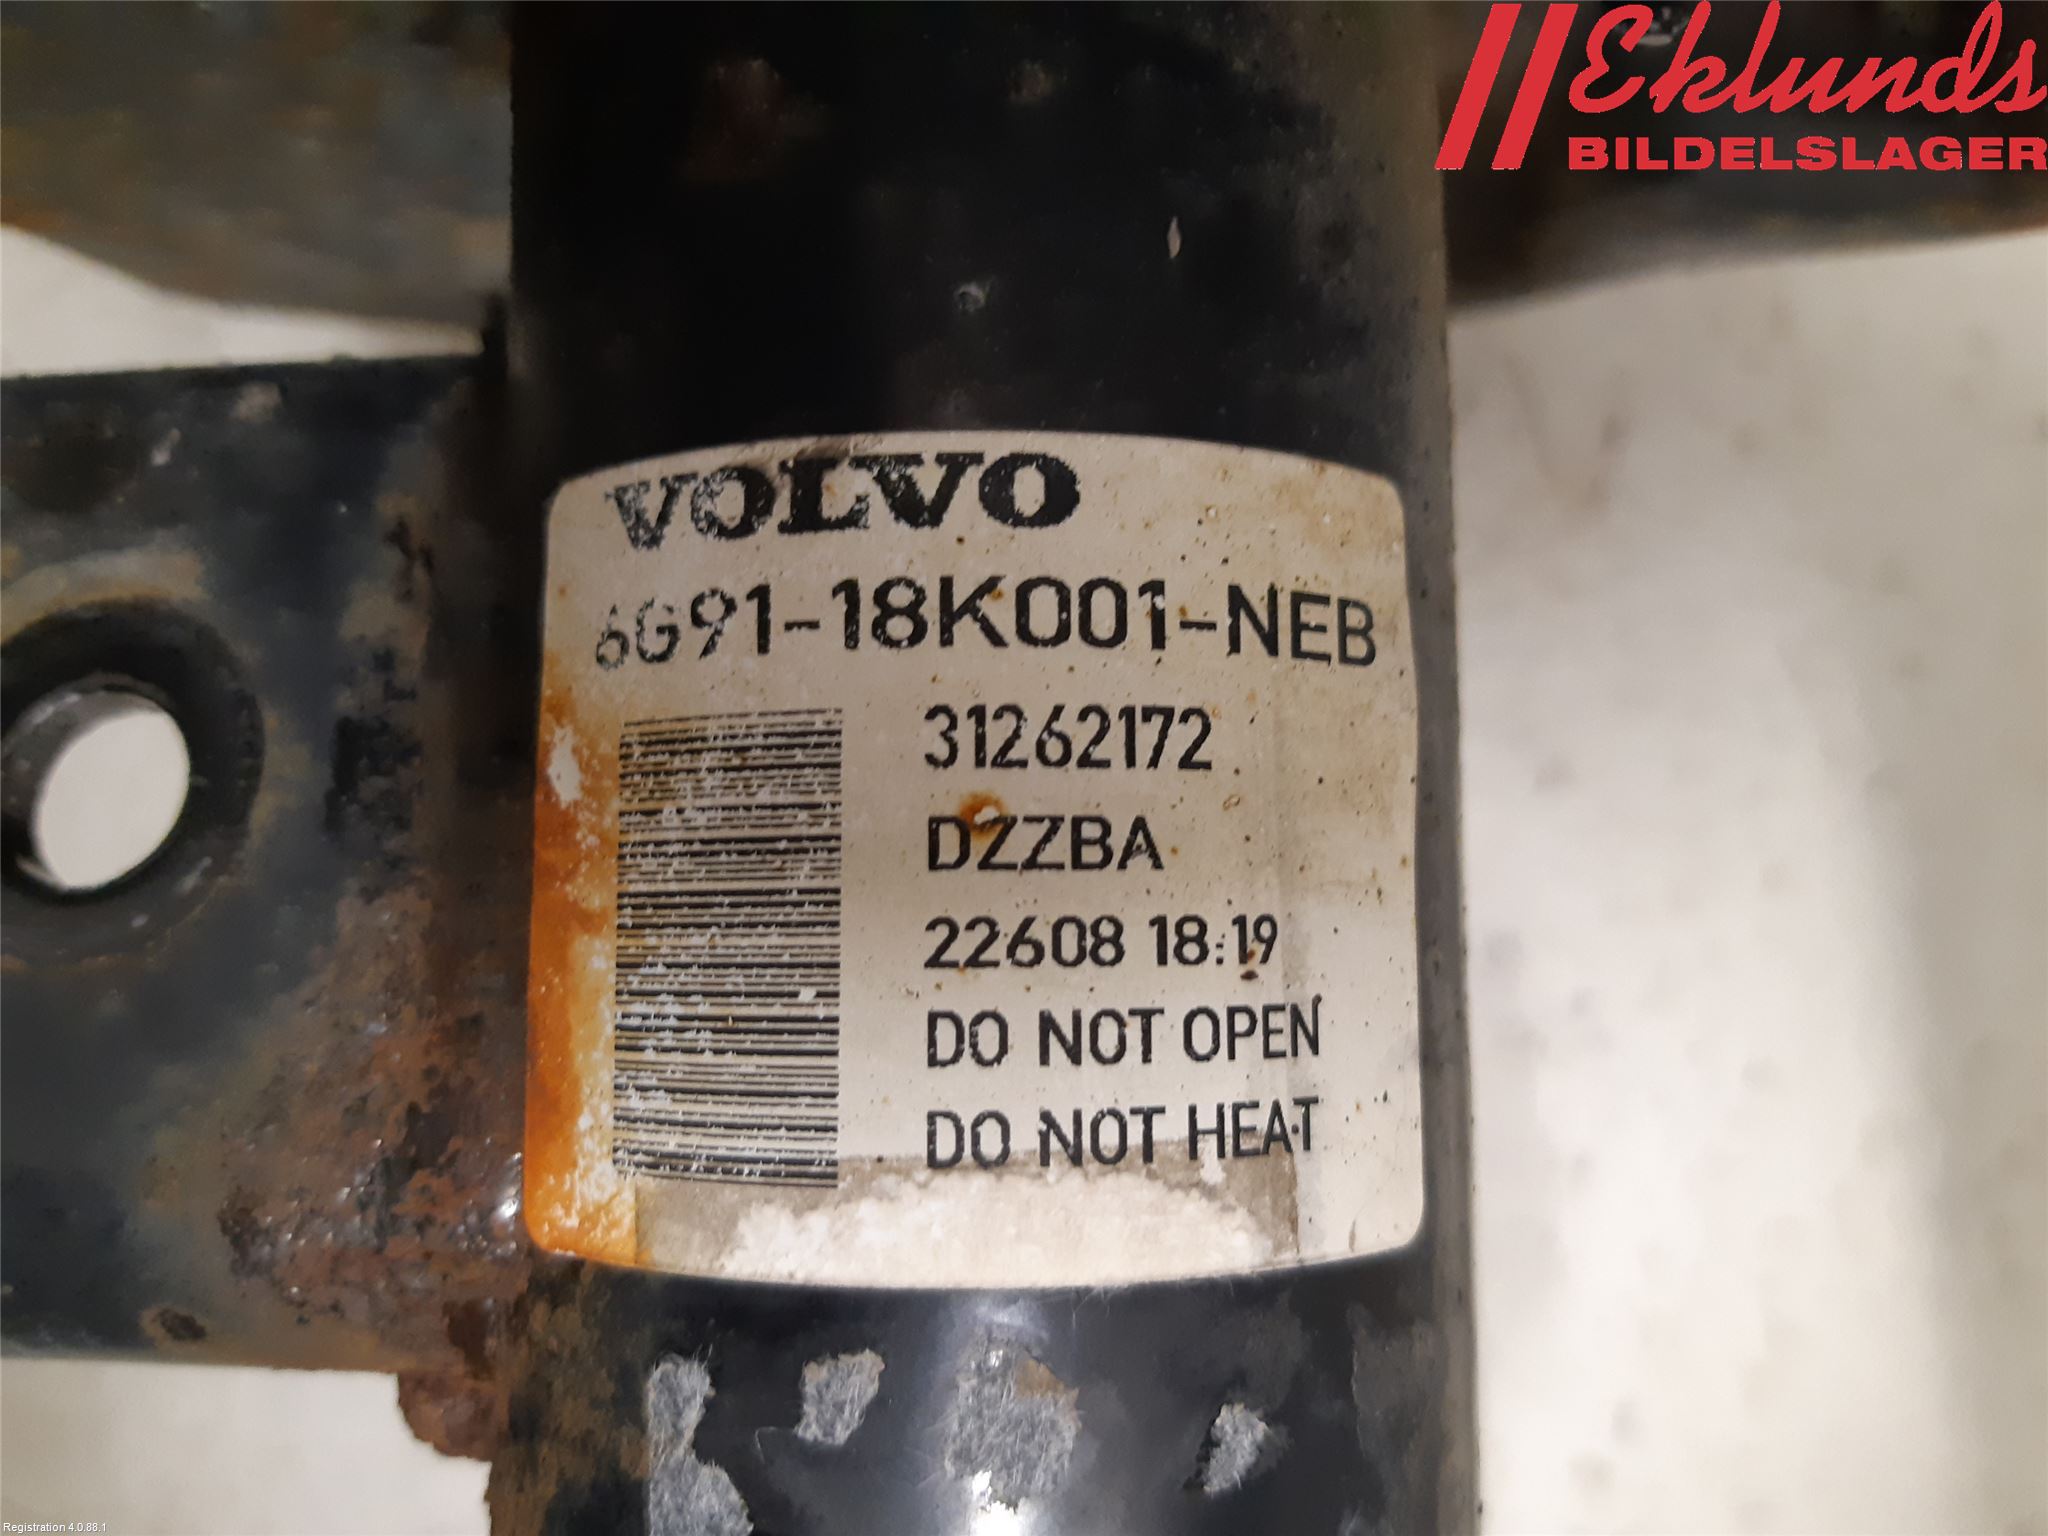 Eklunds
BILDELSLAGER
VOLVO
6G91-18K001-NEB
31262172
DZZBA
22608 18:19
DO NOT OPEN
DO NOT HEAT
Registration 4.0.88.1